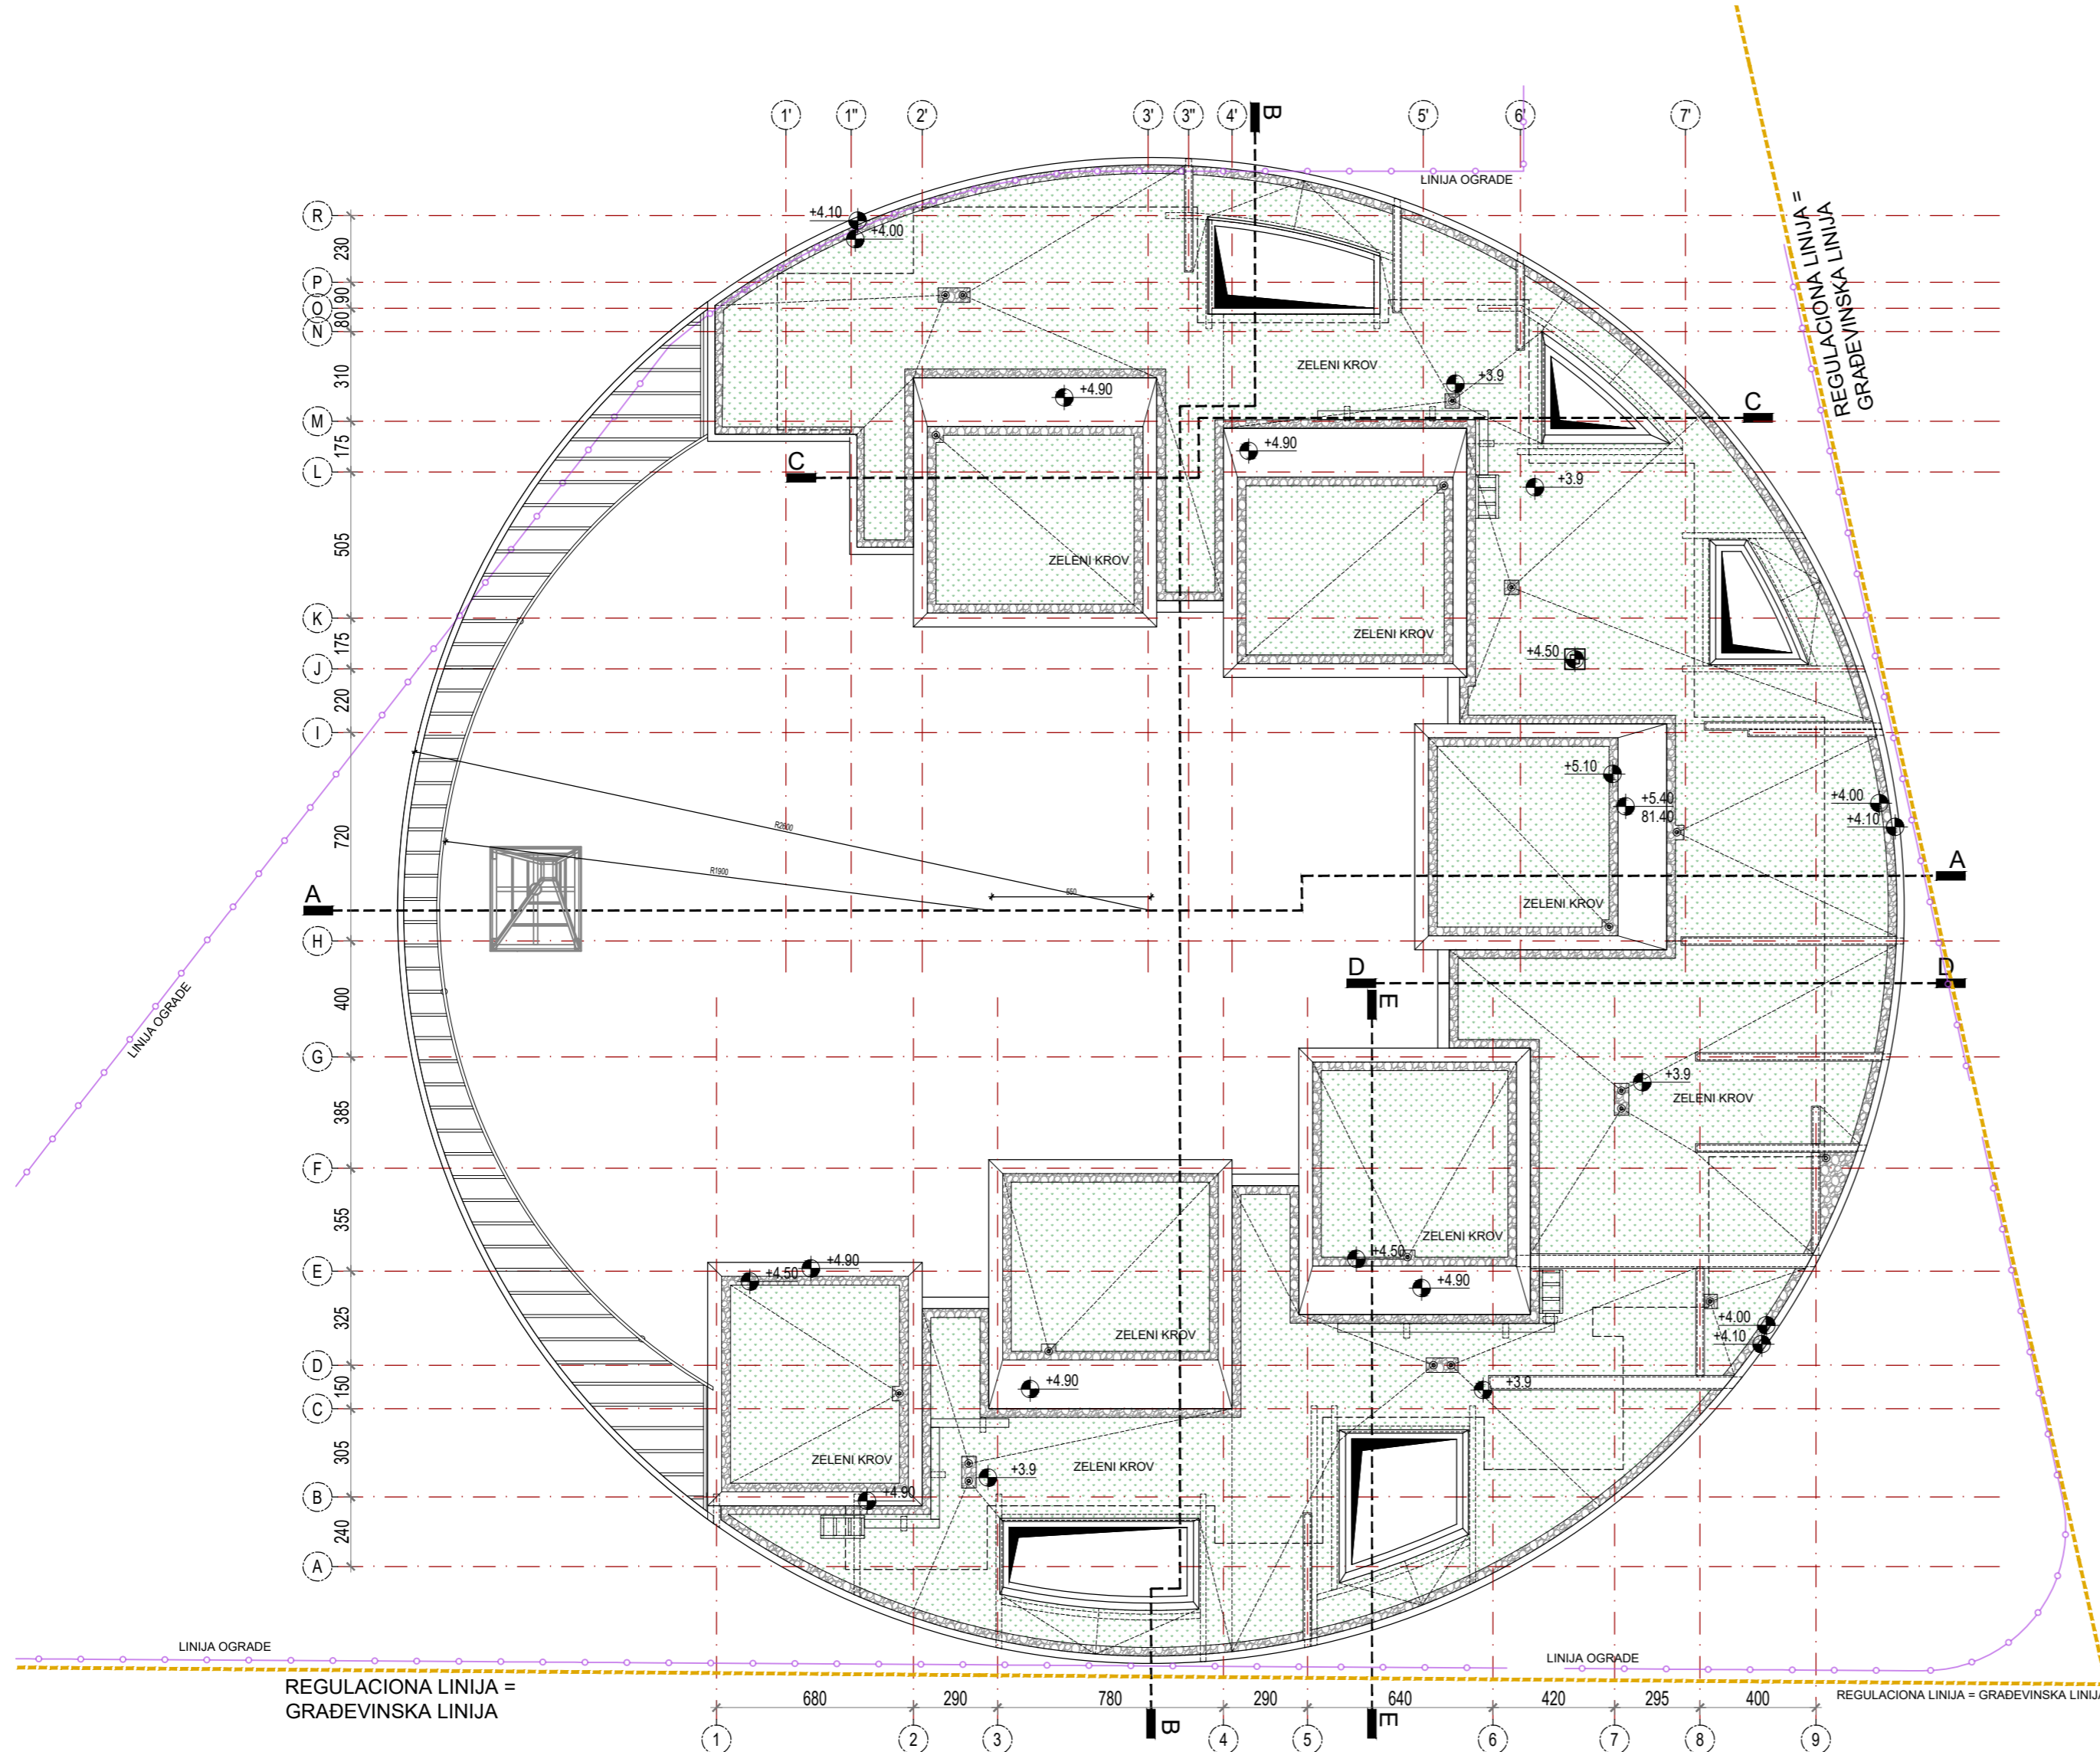 1' 1" 2' 3' 3" 4' B 5' 6' 7'
LINIJA OGRADE
REGULACIONA LINIJA =
GRAĐEVINSKA LINIJA
R
+4.10
+4.00
230
P
90
O
80
N
310
ZELENI KROV
+3.9
+4.90
M
C
175
+4.90
L
C
+3.9
505
ZELENI KROV
K
ZELENI KROV
175
+4.50
J
220
I
+5.10
+5.40
81.40
+4.00
+4.10
720
R2600
R1900
550
A
A
ZELENI KROV
H
D
D
E
400
LINIJA OGRADE
G
+3.9
ZELENI KROV
385
F
355
ZELENI KROV
+4.50
+4.90
+4.50
+4.90
E
325
+4.00
+4.10
ZELENI KROV
D
150
+4.90
+3.9
C
305
ZELENI KROV
ZELENI KROV
+3.9
B
+4.90
240
A
LINIJA OGRADE
LINIJA OGRADE
REGULACIONA LINIJA =
GRAĐEVINSKA LINIJA
680 290 780 290 640 420 295 400
REGULACIONA LINIJA = GRAĐEVINSKA LINIJA
B
E
1 2 3 4 5 6 7 8 9